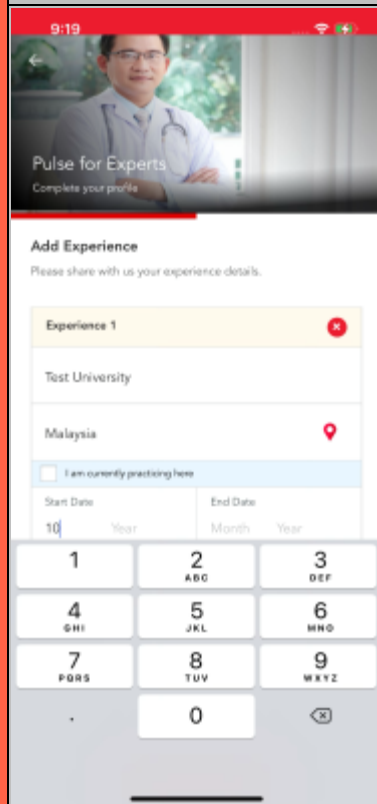 9:19
Pulse for Experts
Complete your profile
Add Experience
Please share with us your experience details.
Experience 1
Test University
Malaysia
I am currently practicing here
Start Date End Date
10 Year Month Year
1 2 3
ABC DEF
4 5 6
GHI JKL MNO
7 8 9
PQRS TUV WXYZ
. 0